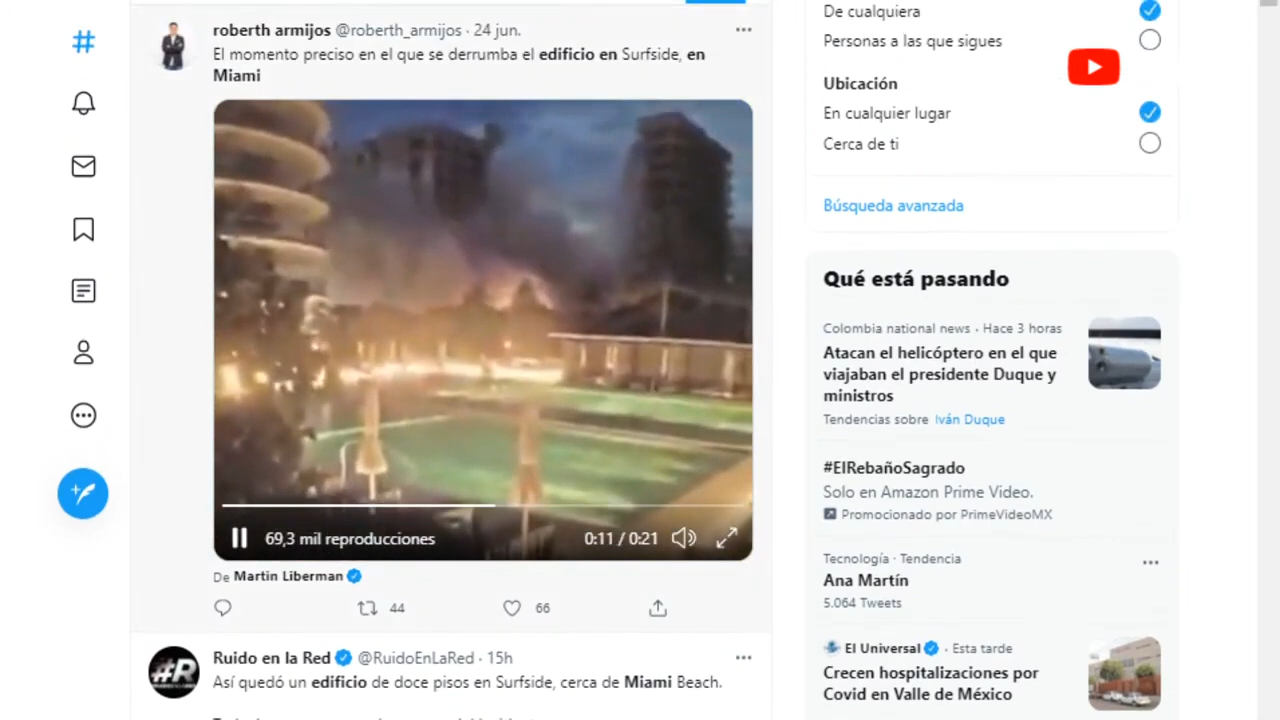 roberth armijos @roberth_armijos · 24 jun.
El momento preciso en el que se derrumba el edificio en Surfside, en
Miami
69,3 mil reproducciones
0:11 / 0:21
De Martin Liberman
44
66
#R
Ruido en la Red @RuidoEnLaRed · 15h
Así quedó un edificio de doce pisos en Surfside, cerca de Miami Beach.
De cualquiera
Personas a las que sigues
Ubicación
En cualquier lugar
Cerca de ti
Búsqueda avanzada
Qué está pasando
Colombia national news · Hace 3 horas
Atacan el helicóptero en el que
viajaban el presidente Duque y
ministros
Tendencias sobre Iván Duque
#ElRebañoSagrado
Solo en Amazon Prime Video.
Promocionado por PrimeVideoMX
Tecnología · Tendencia
Ana Martín
5.064 Tweets
El Universal · Esta tarde
Crecen hospitalizaciones por
Covid en Valle de México